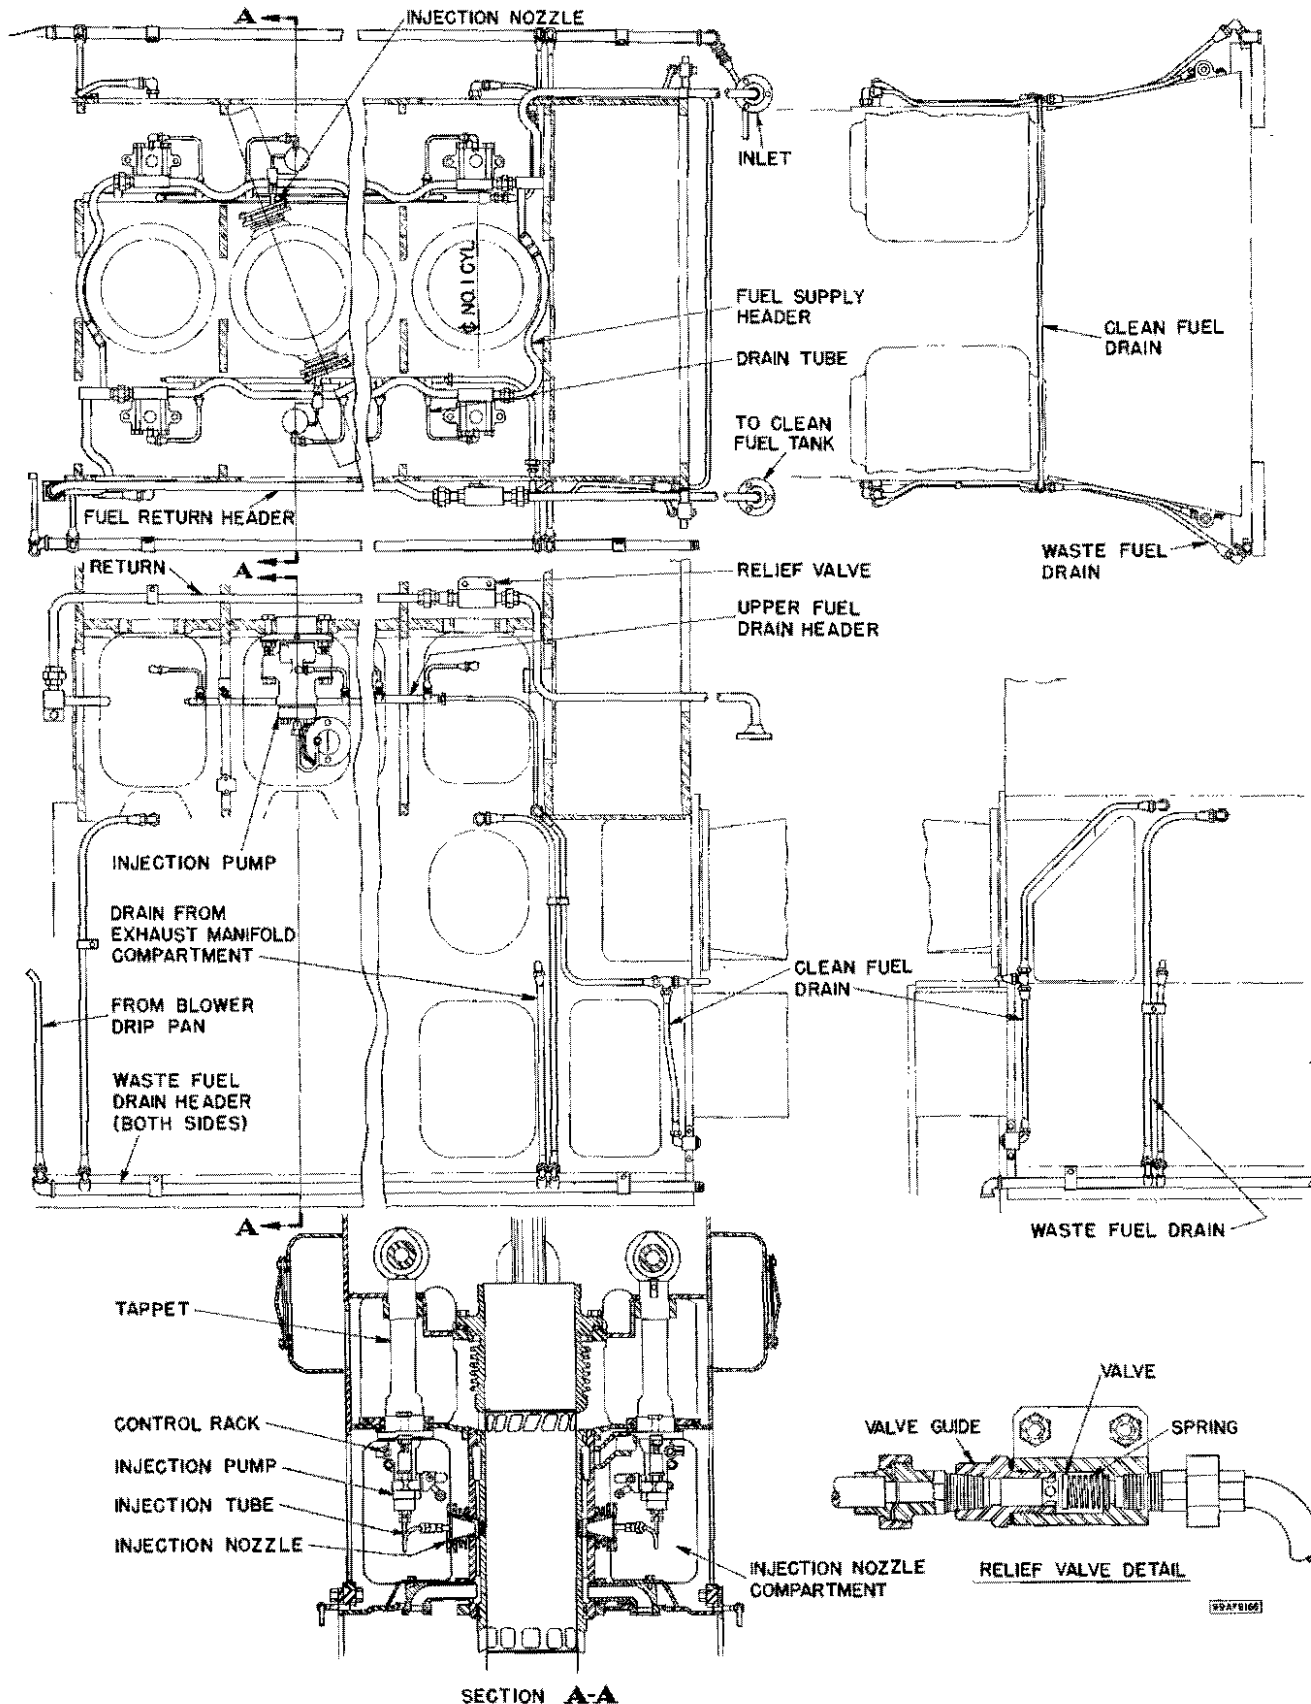 A
INJECTION NOZZLE
INLET
₵ NO. 1 CYL.
FUEL SUPPLY
HEADER
CLEAN FUEL
DRAIN
DRAIN TUBE
TO CLEAN
FUEL TANK
FUEL RETURN HEADER
WASTE FUEL
DRAIN
A
RETURN
A
RELIEF VALVE
UPPER FUEL
DRAIN HEADER
INJECTION PUMP
DRAIN FROM
EXHAUST MANIFOLD
COMPARTMENT
CLEAN FUEL
DRAIN
FROM BLOWER
DRIP PAN
WASTE FUEL
DRAIN HEADER
(BOTH SIDES)
A
WASTE FUEL DRAIN
TAPPET
CONTROL RACK
INJECTION PUMP
INJECTION TUBE
INJECTION NOZZLE
INJECTION NOZZLE
COMPARTMENT
VALVE
VALVE GUIDE
SPRING
RELIEF VALVE DETAIL
SECTION A-A